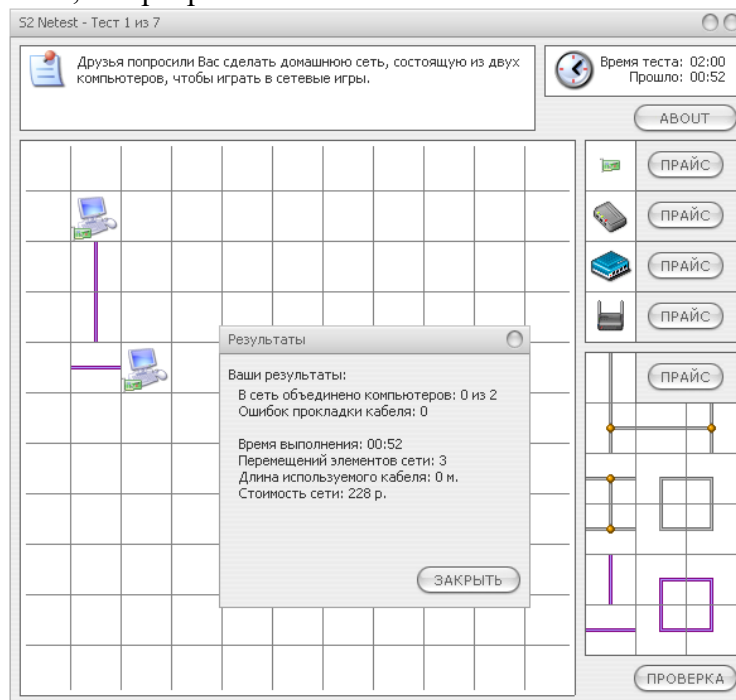 S2 Netest - Тест 1 из 7
Друзья попросили Вас сделать домашнюю сеть, состоящую из двух
компьютеров, чтобы играть в сетевые игры.
Время теста: 02:00
Прошло: 00:52
ABOUT
ПРАЙС
ПРАЙС
ПРАЙС
ПРАЙС
ПРАЙС
Результаты
Ваши результаты:
В сеть объединено компьютеров: 0 из 2
Ошибок прокладки кабеля: 0
Время выполнения: 00:52
Перемещений элементов сети: 3
Длина используемого кабеля: 0 м.
Стоимость сети: 228 р.
ЗАКРЫТЬ
ПРОВЕРКА